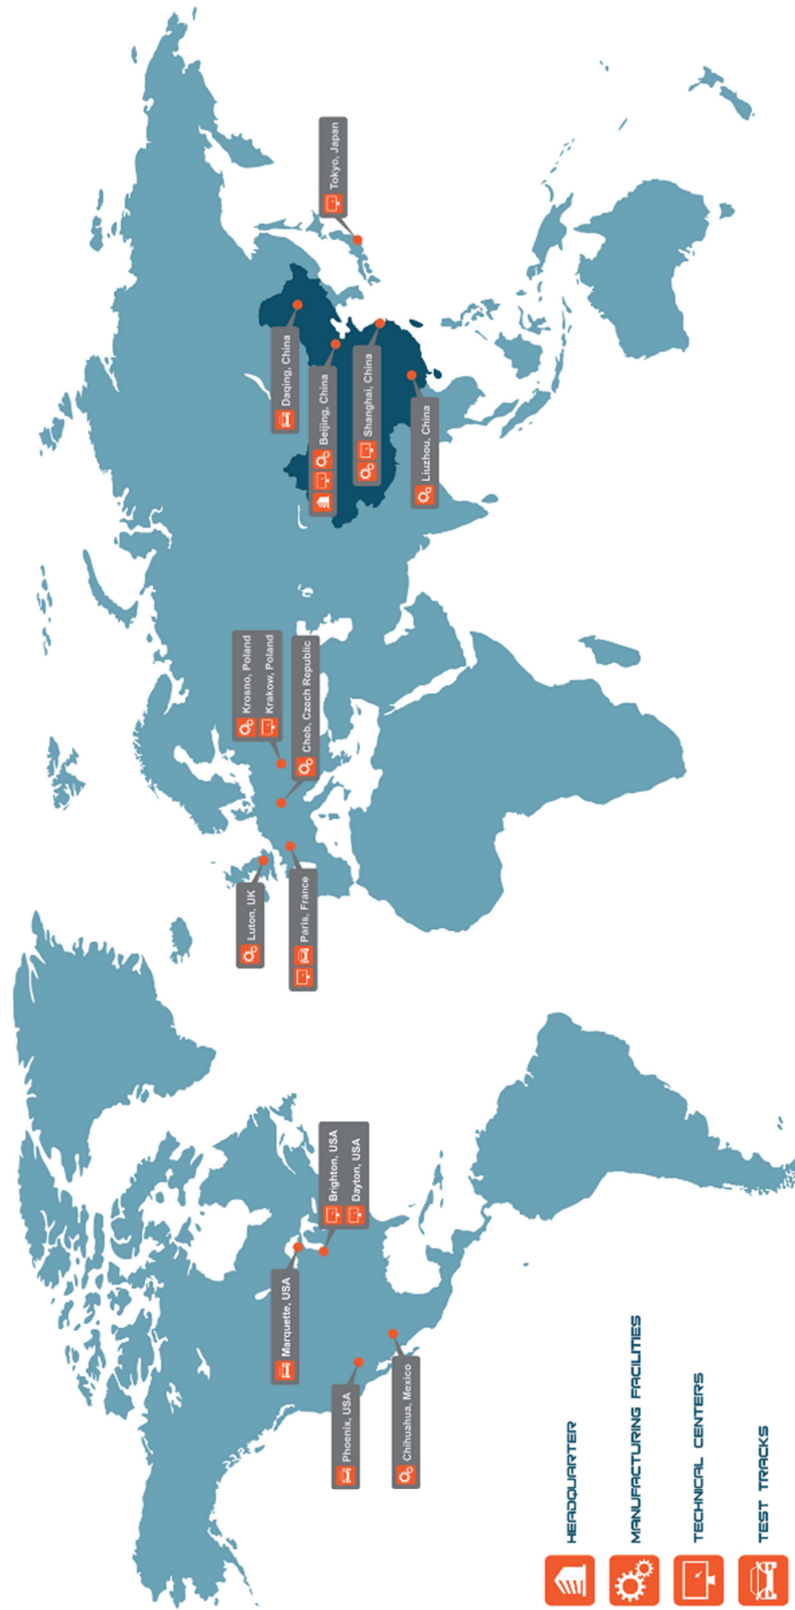 Marquette, USA
Phoenix, USA
Chihuahua, Mexico
Brighton, USA
Dayton, USA
Luton, UK
Paris, France
Krosno, Poland
Krakow, Poland
Cheb, Czech Republic
Daqing, China
Beijing, China
Shanghai, China
Liuzhou, China
Tokyo, Japan
HEADQUARTER
MANUFACTURING FACILITIES
TECHNICAL CENTERS
TEST TRACKS